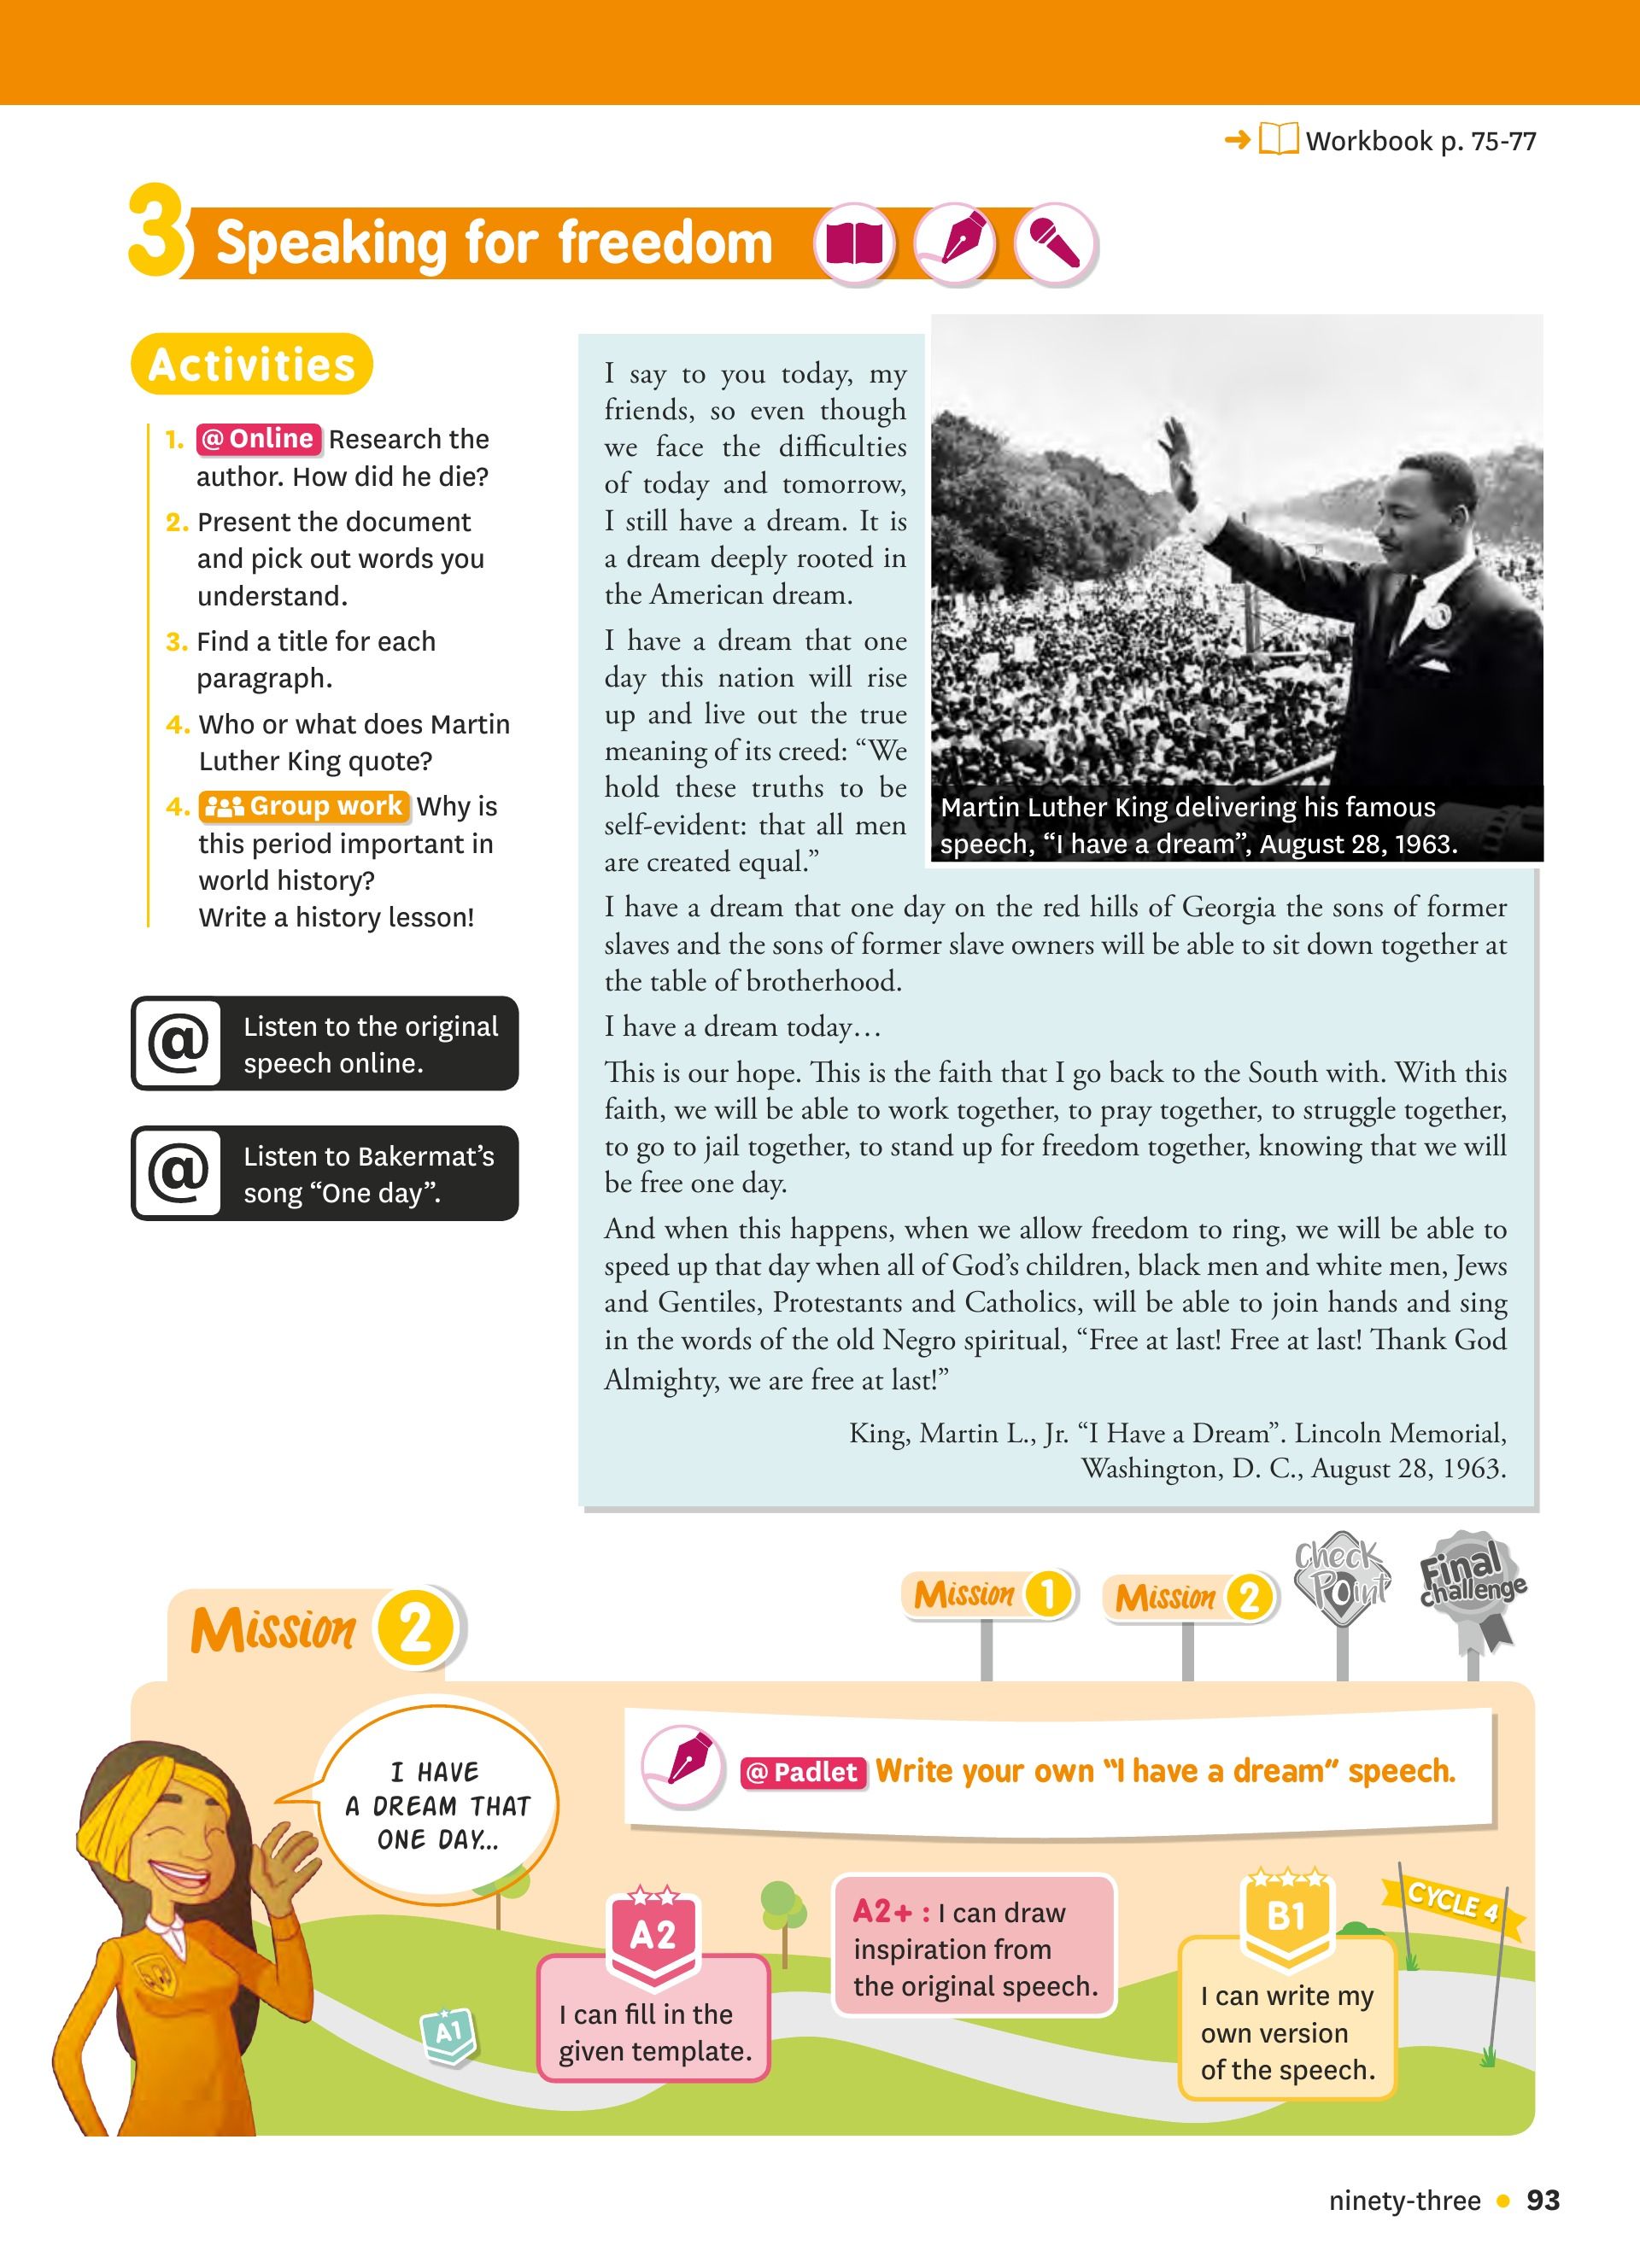 Workbook p. 75-77
3 Speaking for freedom
Activities
1. @ Online Research the
author. How did he die?
2. Present the document
and pick out words you
understand.
3. Find a title for each
paragraph.
4. Who or what does Martin
Luther King quote?
4. Group work Why is
this period important in
world history?
Write a history lesson!
@ Listen to the original
speech online.
@ Listen to Bakermat’s
song “One day”.
I say to you today, my
friends, so even though
we face the difficulties
of today and tomorrow,
I still have a dream. It is
a dream deeply rooted in
the American dream.
I have a dream that one
day this nation will rise
up and live out the true
meaning of its creed: “We
hold these truths to be
self-evident: that all men
are created equal.”
Martin Luther King delivering his famous
speech, “I have a dream”, August 28, 1963.
I have a dream that one day on the red hills of Georgia the sons of former
slaves and the sons of former slave owners will be able to sit down together at
the table of brotherhood.
I have a dream today…
This is our hope. This is the faith that I go back to the South with. With this
faith, we will be able to work together, to pray together, to struggle together,
to go to jail together, to stand up for freedom together, knowing that we will
be free one day.
And when this happens, when we allow freedom to ring, we will be able to
speed up that day when all of God’s children, black men and white men, Jews
and Gentiles, Protestants and Catholics, will be able to join hands and sing
in the words of the old Negro spiritual, “Free at last! Free at last! Thank God
Almighty, we are free at last!”
King, Martin L., Jr. “I Have a Dream”. Lincoln Memorial,
Washington, D. C., August 28, 1963.
Mission 1
Mission 2
Check
Point
Final
Challenge
Mission 2
I HAVE
A DREAM THAT
ONE DAY...
@ Padlet Write your own “I have a dream” speech.
A1
A2
I can fill in the
given template.
A2+ : I can draw
inspiration from
the original speech.
B1
I can write my
own version
of the speech.
CYCLE 4
ninety-three • 93